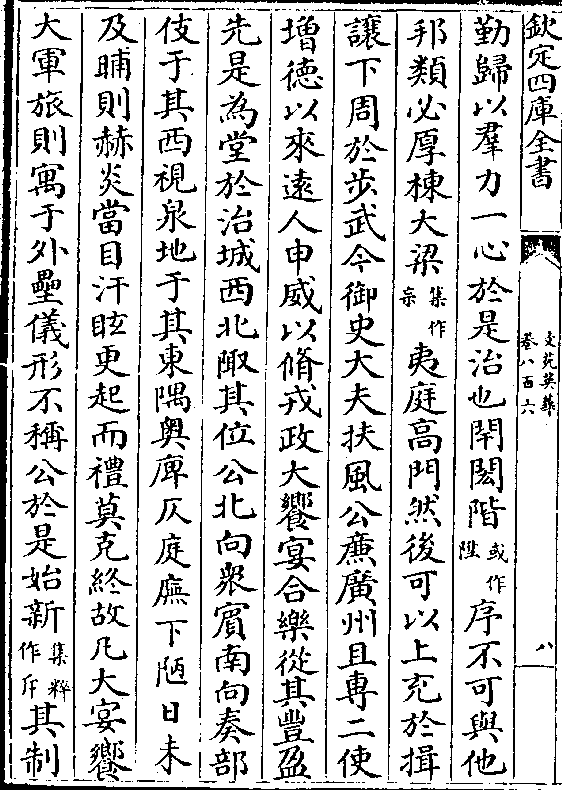 欽定四庫全書
文苑英華
卷八百六
八
勤歸以羣力一心於是治也閈閎階或作陛序不可與他
邦類必厚棟大梁集作㝩夷庭高門然後可以上充於揖
讓下周於步武今御史大夫扶風公㢘廣州且專二使
增德以來遠人申威以脩戎政大饗宴合樂從其豐盈
先是為堂於治城西北陬其位公北向衆賓南向奏部
伎于其西視泉池于其東隅奥庳仄庭廡下陋日未
及晡則赫炎當目汗眩更起而禮莫克終故凡大宴饗
大軍旅則寓于外壘儀形不稱公於是始新集粹作斥其制